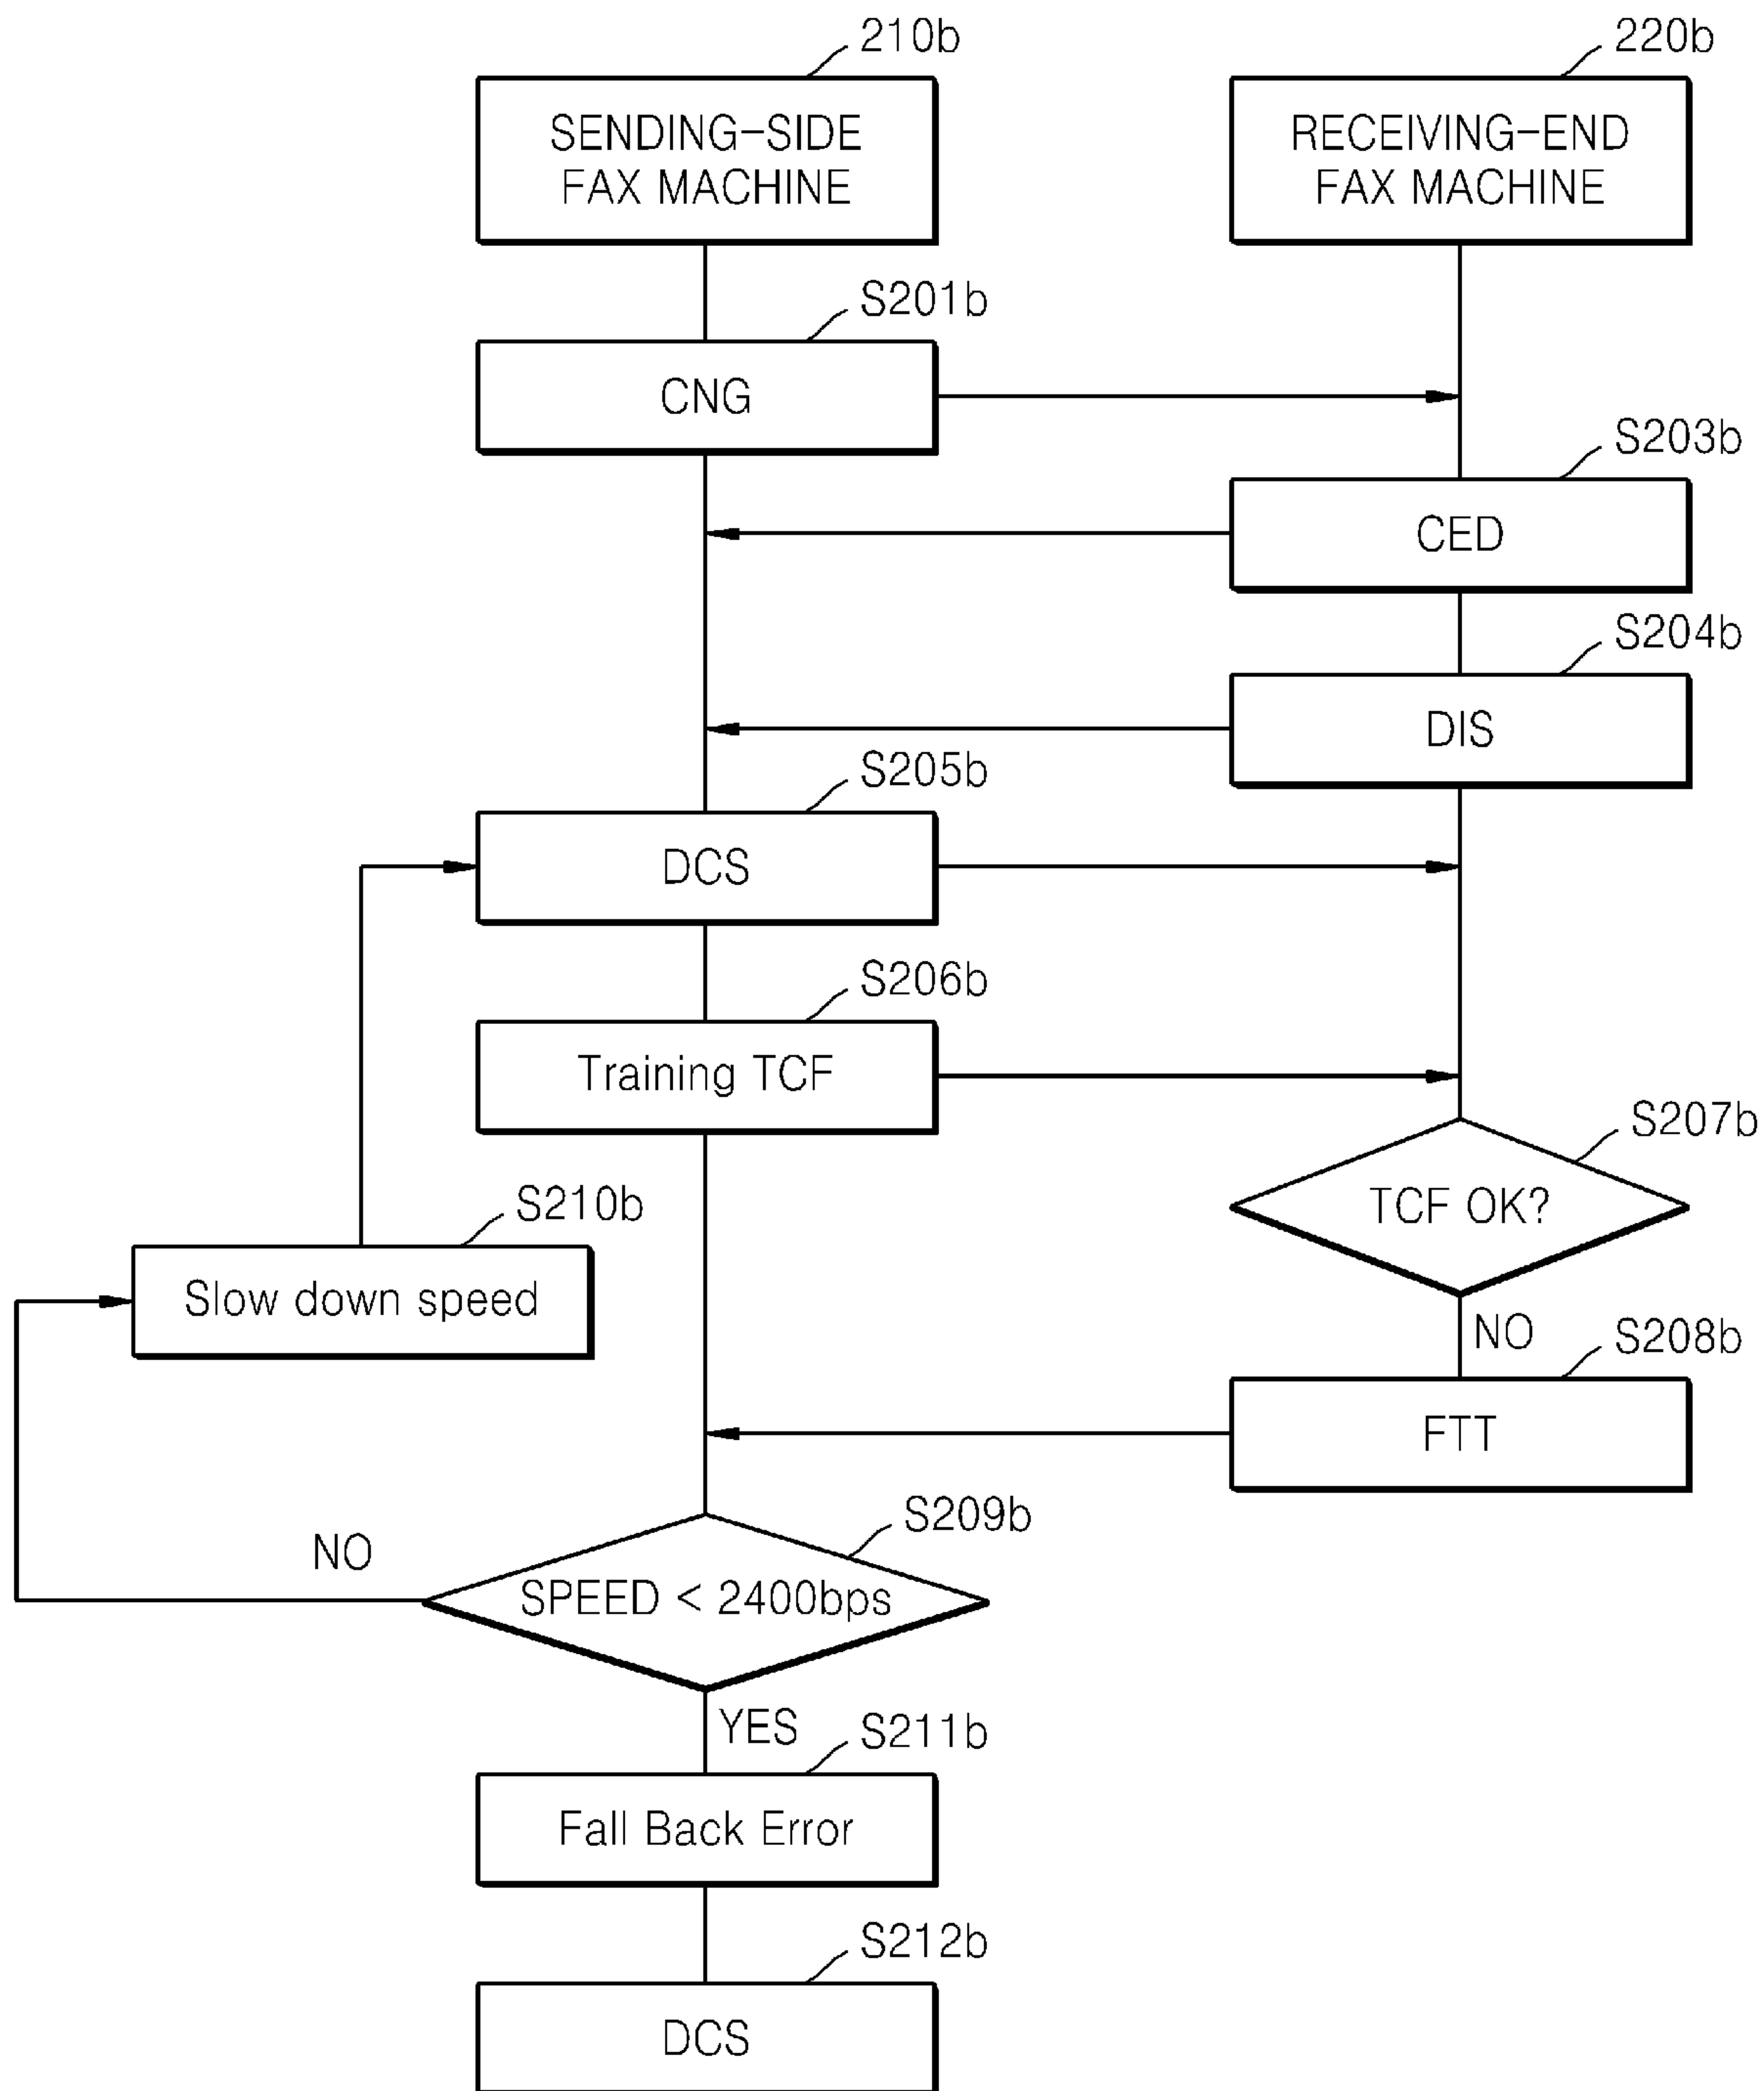 210b
220b
SENDING-SIDE
FAX MACHINE
RECEIVING-END
FAX MACHINE
S201b
CNG
S203b
CED
S204b
DIS
S205b
DCS
S206b
Training TCF
S207b
TCF OK?
S210b
Slow down speed
NO
S208b
FTT
S209b
NO
SPEED < 2400bps
YES
S211b
Fall Back Error
S212b
DCS